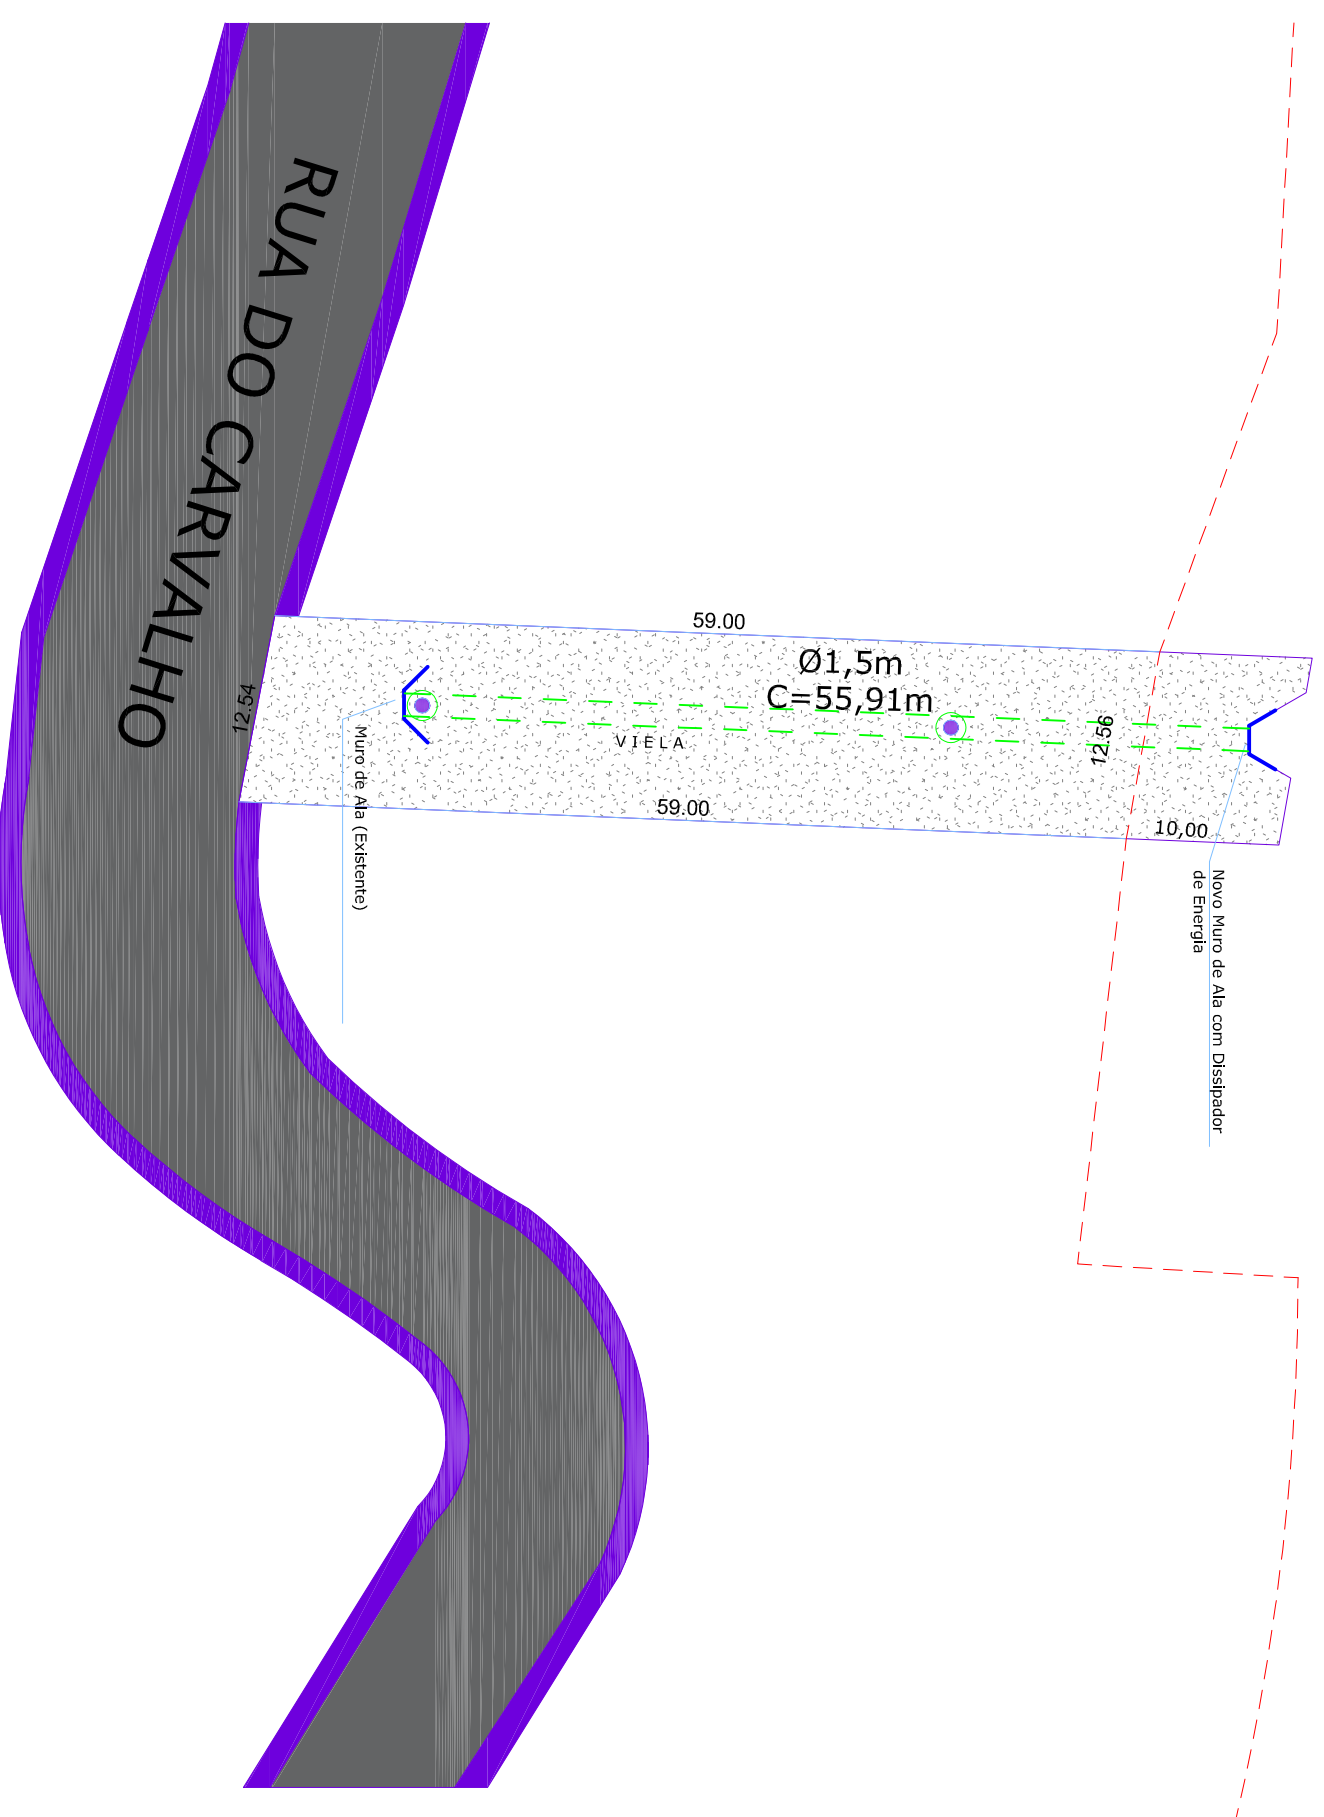 RUA DO CARVALHO
59.00
Ø1,5m
C=55,91m
VIELA
12.54
12.56
59.00
10,00
Muro de Ala (Existente)
Novo Muro de Ala com Dissipador
de Energia